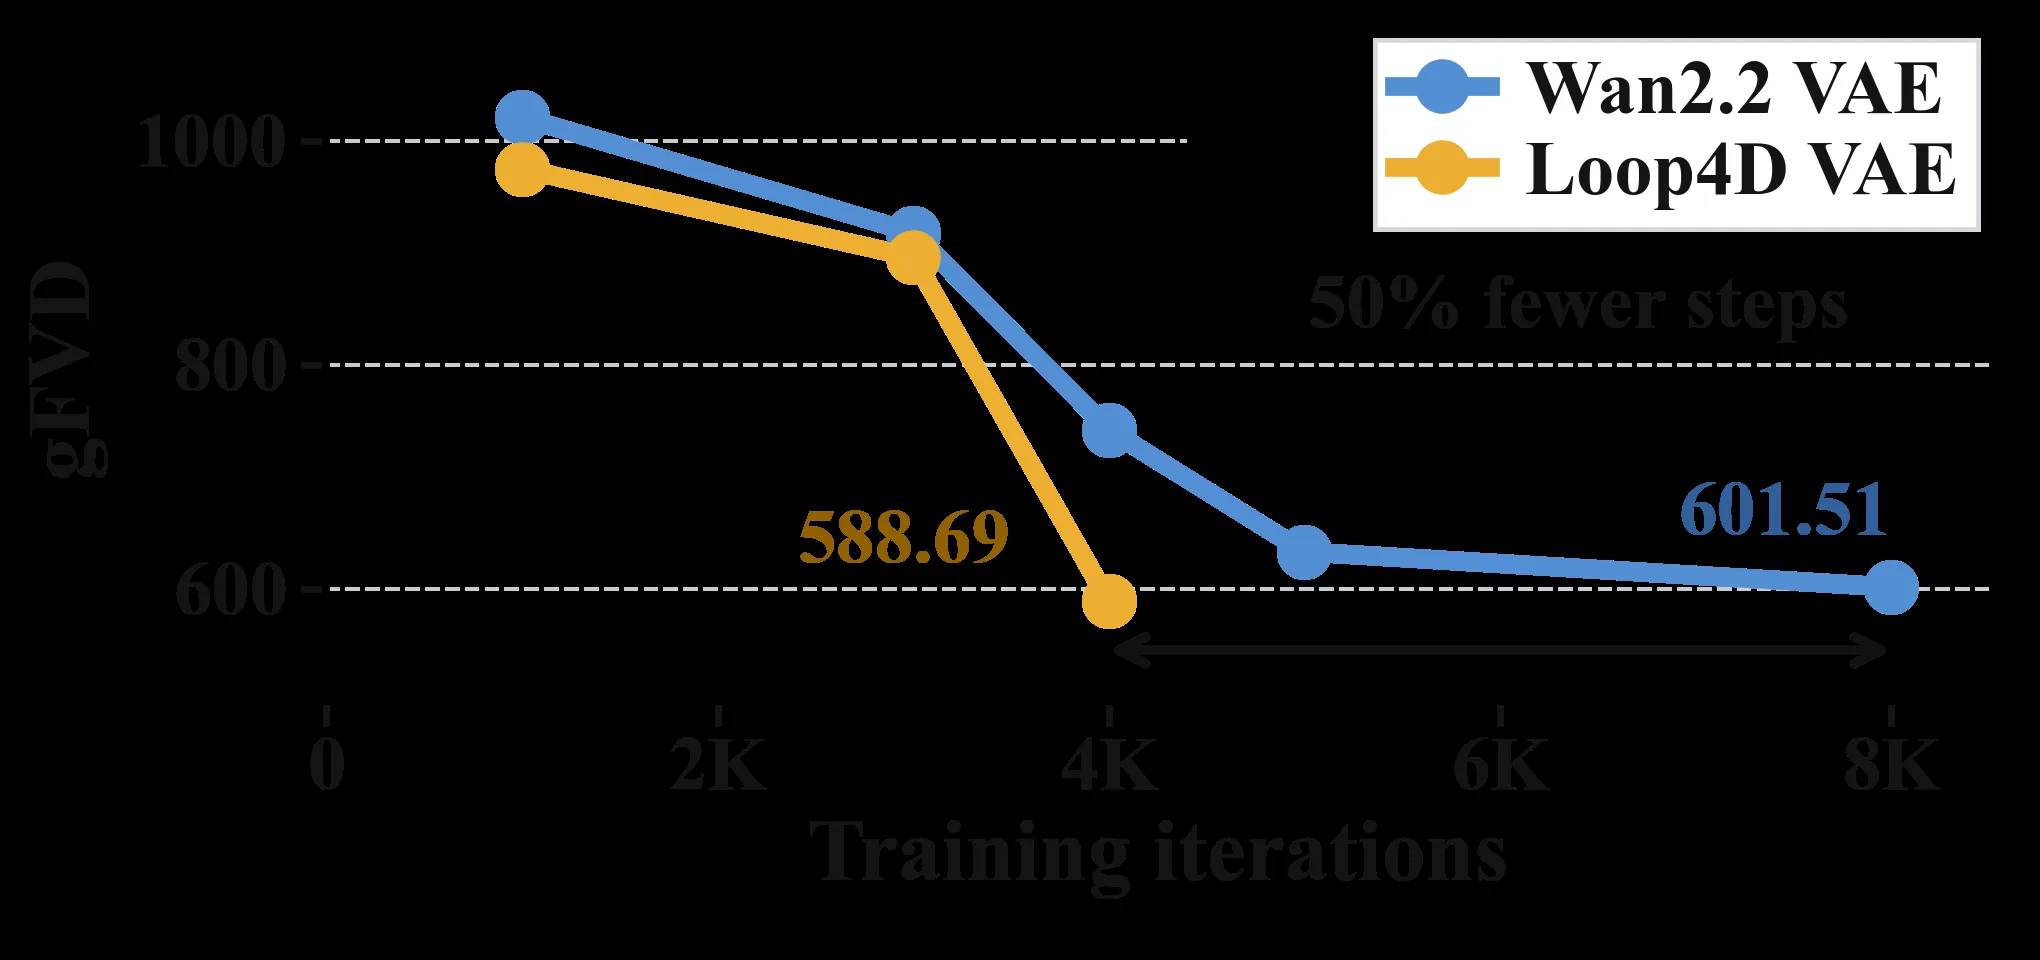 Wan2.2 VAE
Loop4D VAE
1000
50% fewer steps
gFVD
800
601.51
588.69
600
0 2K 4K 6K 8K
Training iterations